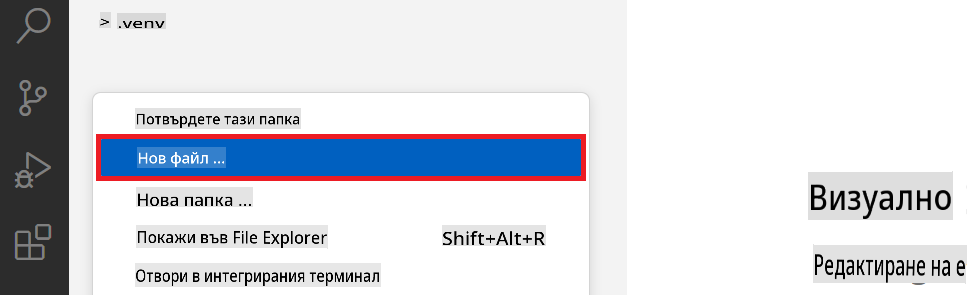 > .venv
Потвърдете тази папка
Нов файл ...
Нова папка ...
Покажи във File Explorer Shift+Alt+R
Отвори в интегрирания терминал
Визуално
Редактиране на е